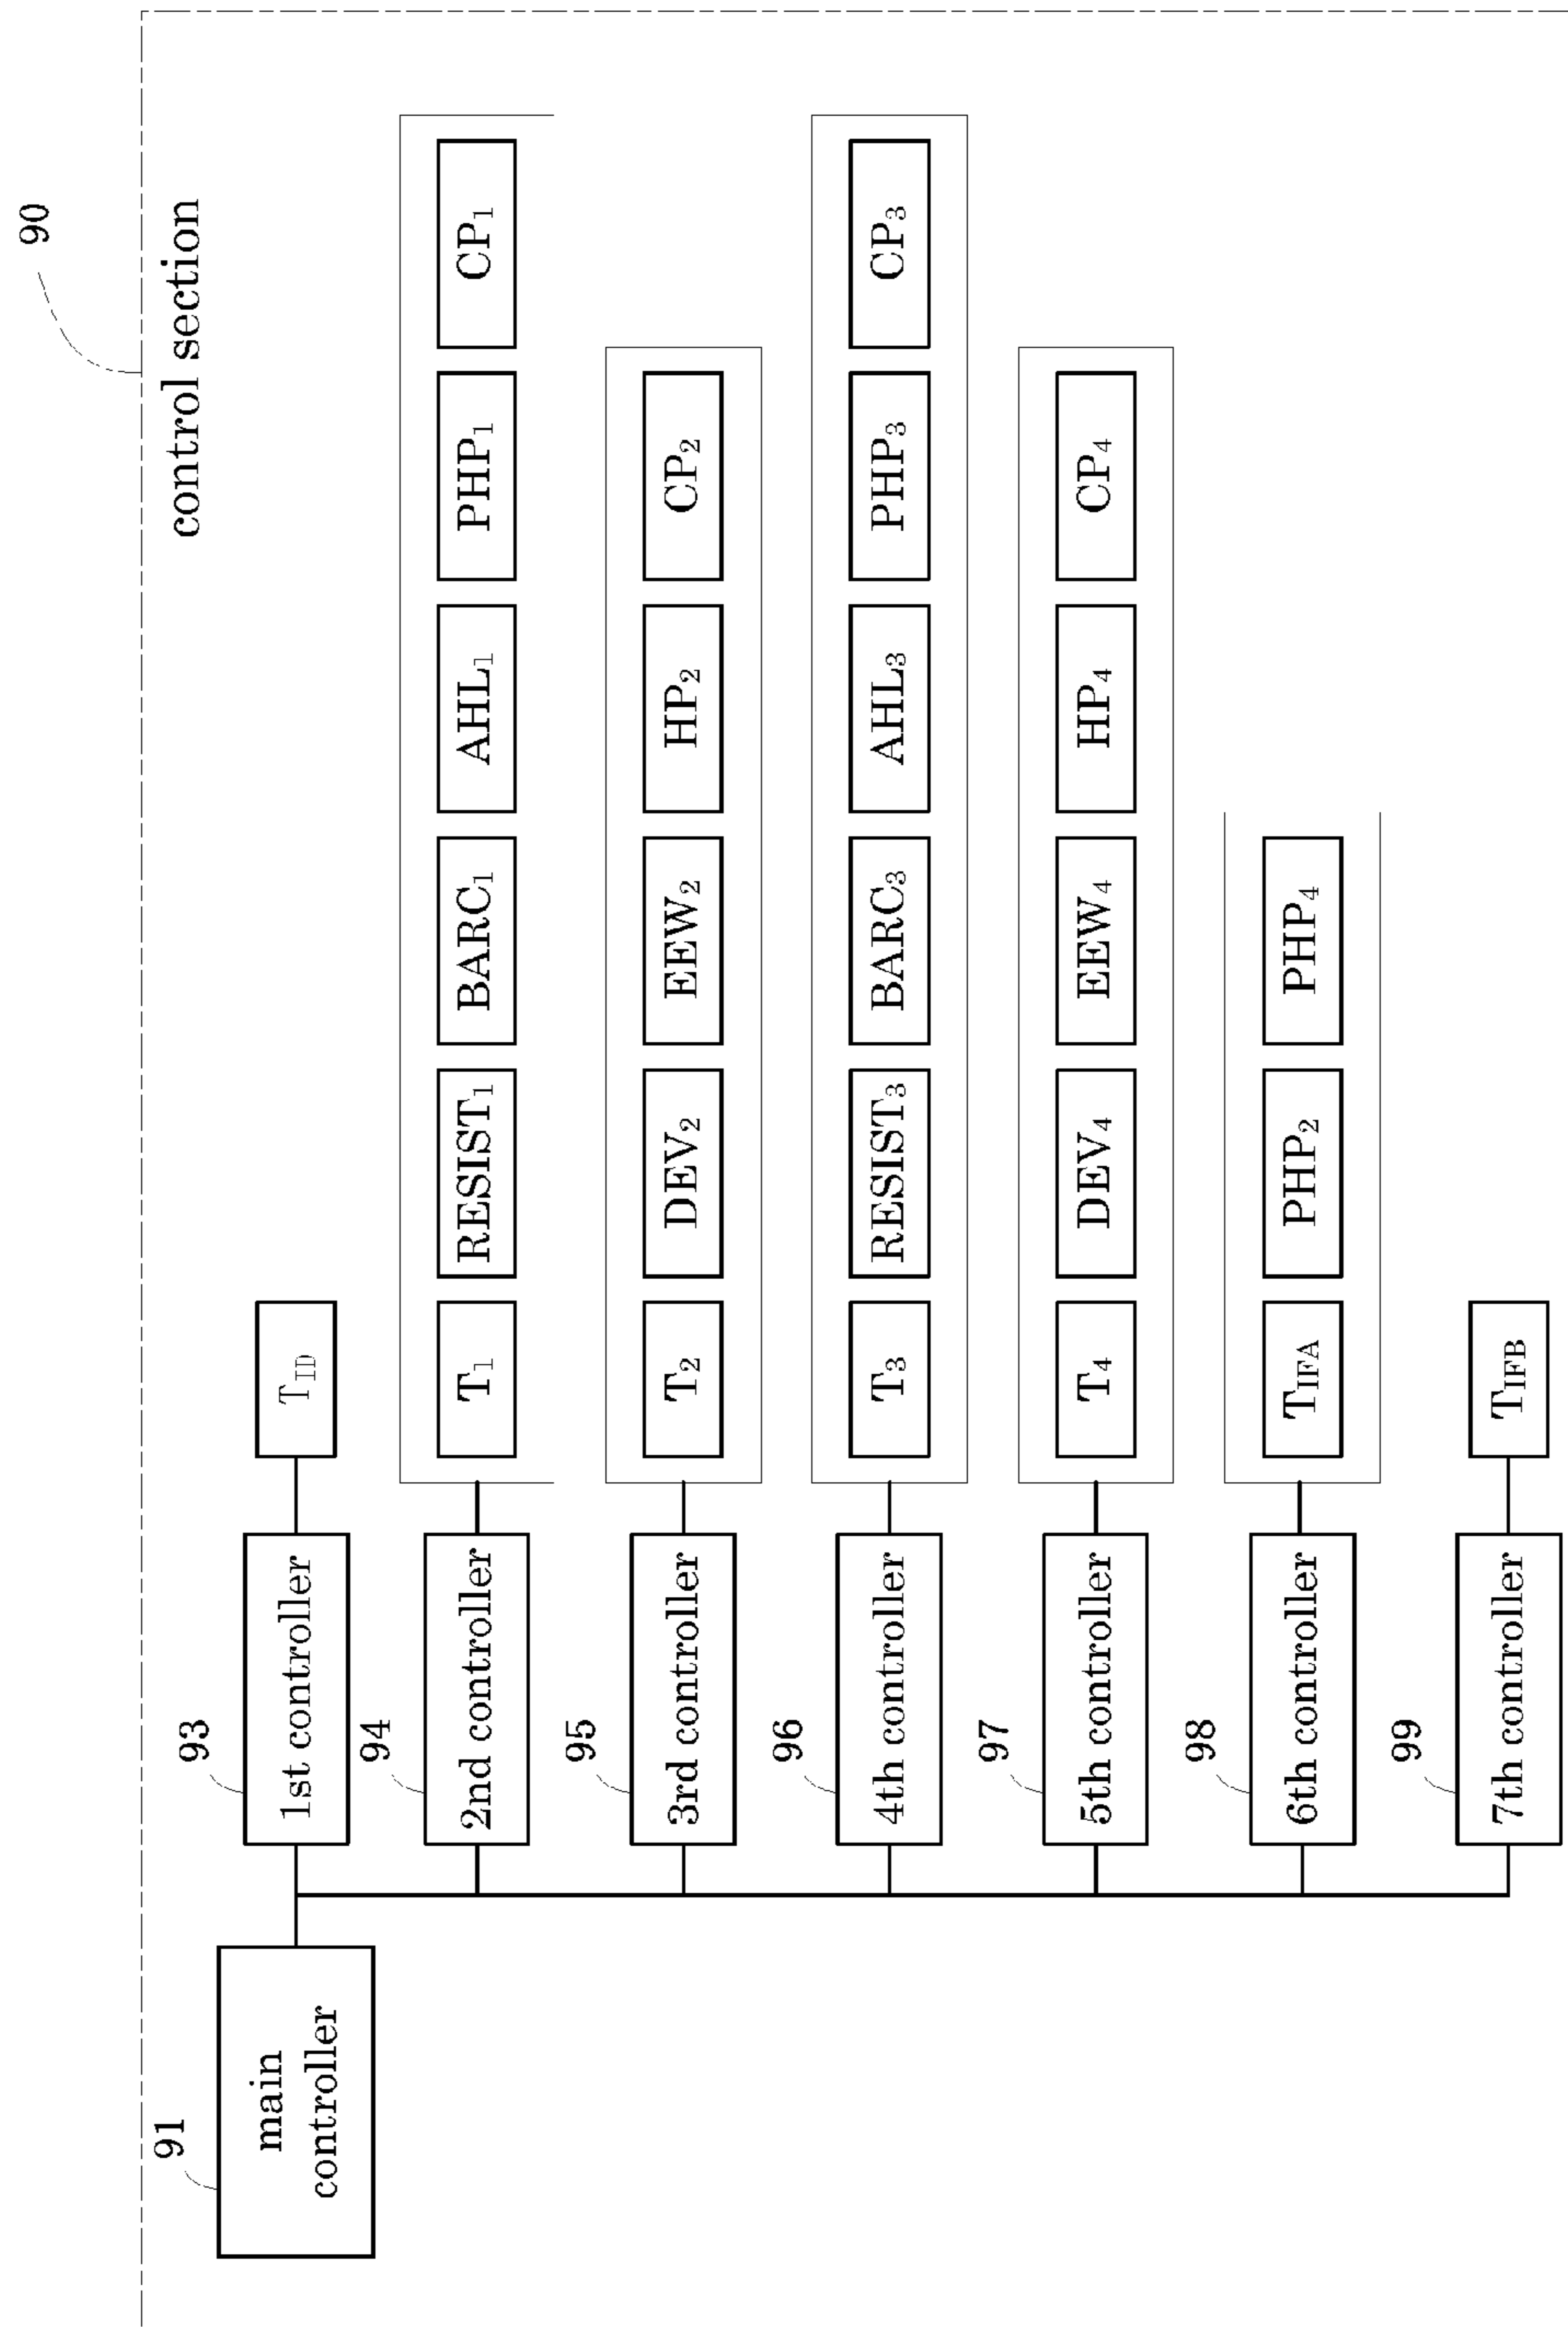 90
control section
91
main
controller
93
1st controller
T_ID
94
2nd controller
T₁ RESIST₁ BARC₁ AHL₁ PHP₁ CP₁
95
3rd controller
T₂ DEV₂ EEW₂ HP₂ CP₂
96
4th controller
T₃ RESIST₃ BARC₃ AHL₃ PHP₃ CP₃
97
5th controller
T₄ DEV₄ EEW₄ HP₄ CP₄
98
6th controller
T_IFA PHP₂ PHP₄
99
7th controller
T_IFB